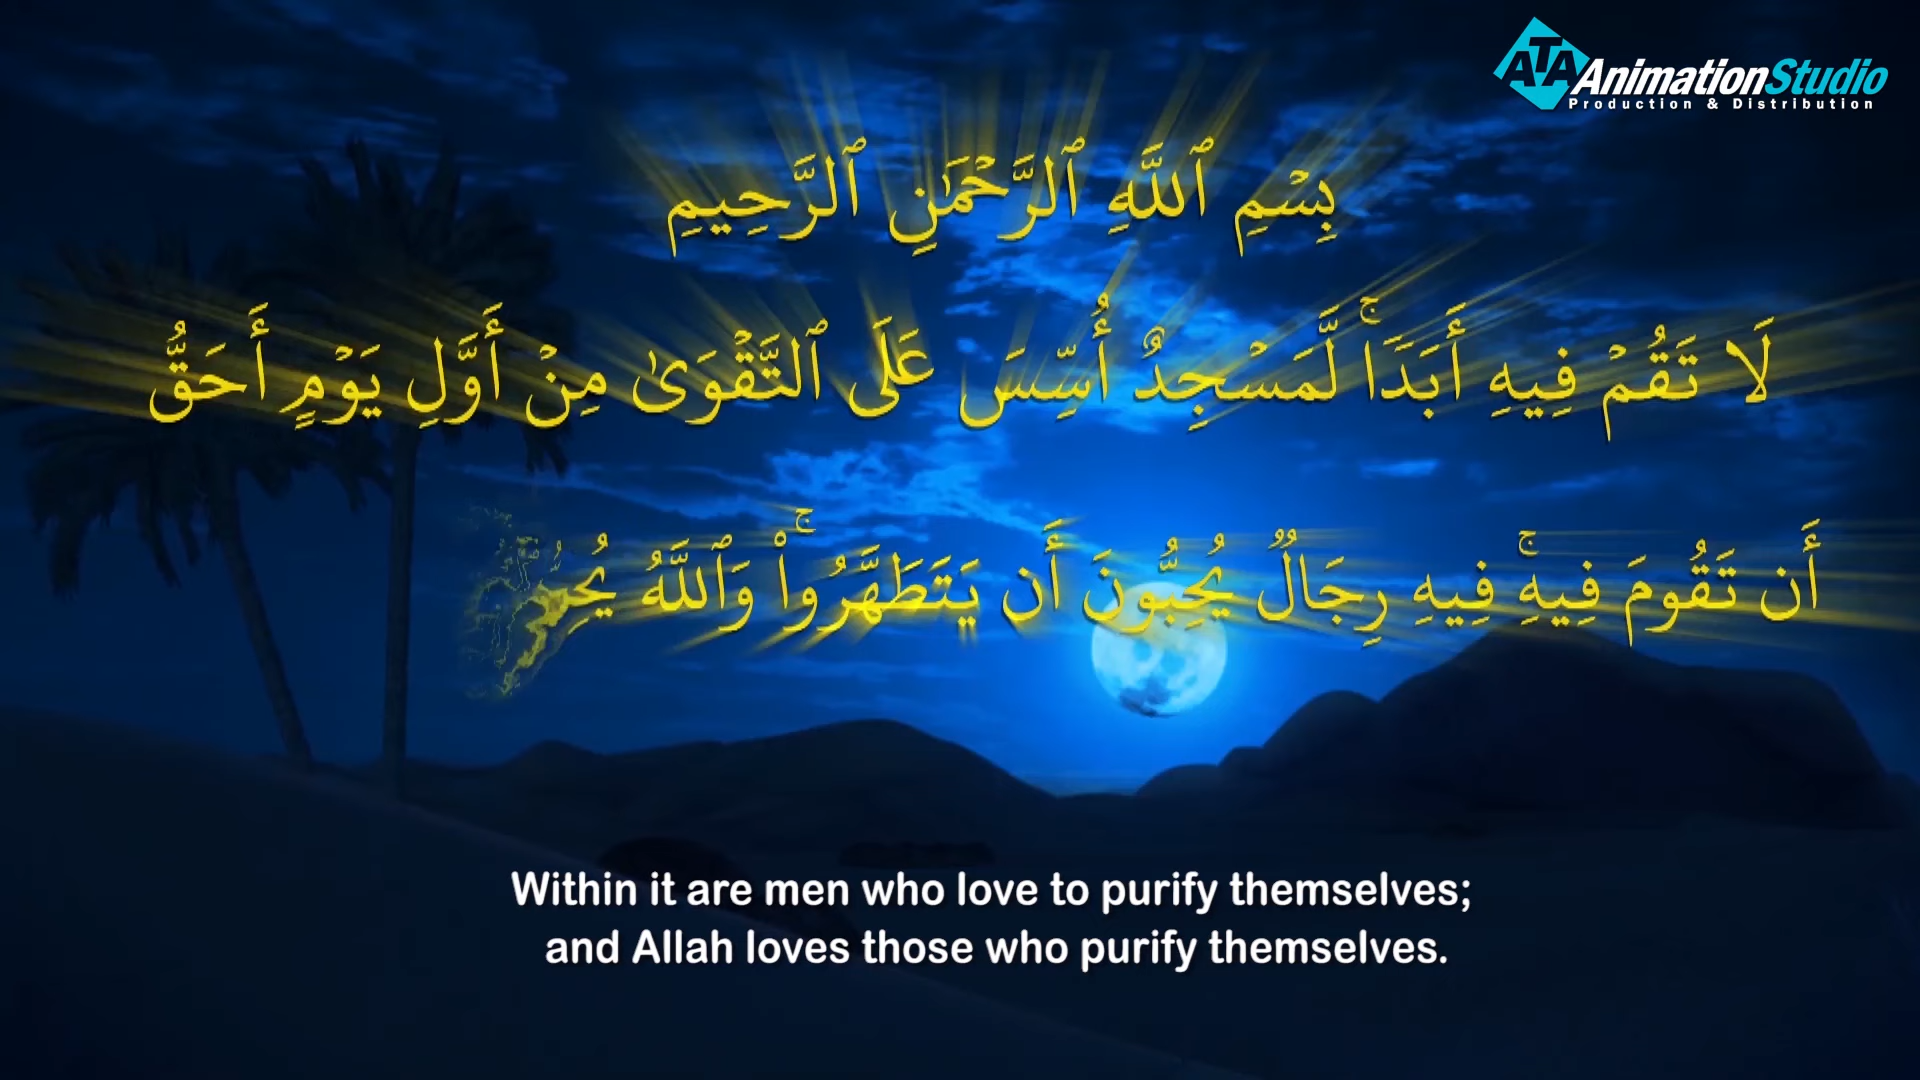 ATA AnimationStudio
Production & Distribution
بِسْمِ ٱللَّهِ ٱلرَّحْمَٰنِ ٱلرَّحِيمِ
لَا تَقُمْ فِيهِ أَبَدًۭا ۚ لَّمَسْجِدٌ أُسِّسَ عَلَى ٱلتَّقْوَىٰ مِنْ أَوَّلِ يَوْمٍ أَحَقُّ
أَن تَقُومَ فِيهِ ۚ فِيهِ رِجَالٌۭ يُحِبُّونَ أَن يَتَطَهَّرُوا۟ ۚ وَٱللَّهُ
Within it are men who love to purify themselves;
and Allah loves those who purify themselves.